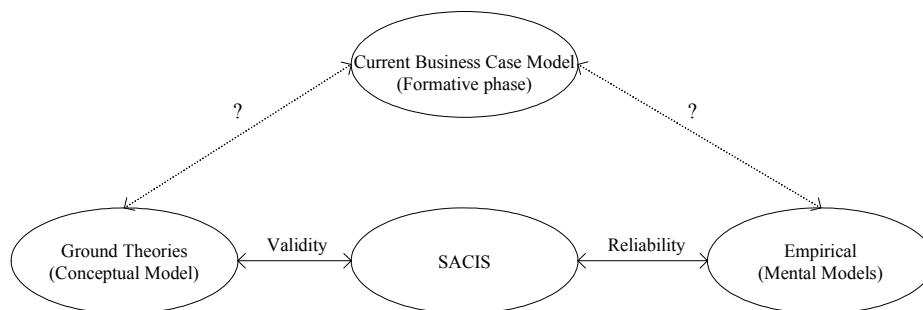 Current Business Case Model
(Formative phase)
?
?
Ground Theories
(Conceptual Model)
Validity
SACIS
Reliability
Empirical
(Mental Models)